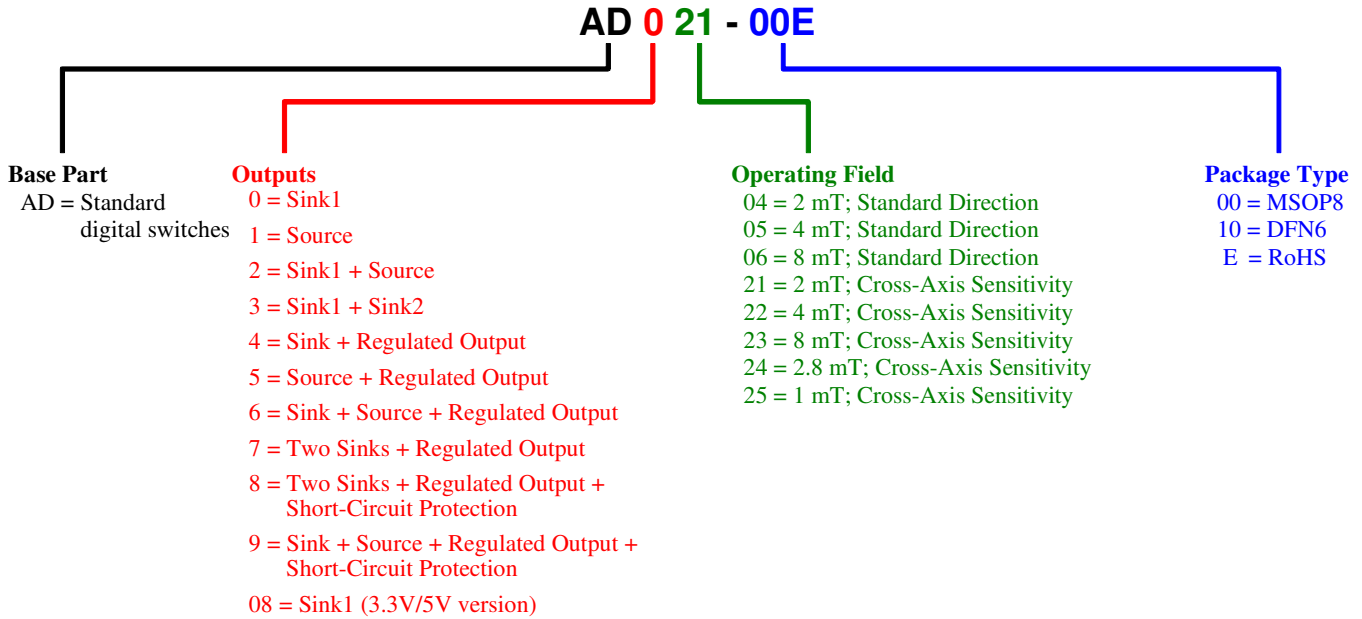 AD 0 21 - 00E
Base Part
AD = Standard
digital switches
Outputs
0 = Sink1
1 = Source
2 = Sink1 + Source
3 = Sink1 + Sink2
4 = Sink + Regulated Output
5 = Source + Regulated Output
6 = Sink + Source + Regulated Output
7 = Two Sinks + Regulated Output
8 = Two Sinks + Regulated Output +
Short-Circuit Protection
9 = Sink + Source + Regulated Output +
Short-Circuit Protection
08 = Sink1 (3.3V/5V version)
Operating Field
04 = 2 mT; Standard Direction
05 = 4 mT; Standard Direction
06 = 8 mT; Standard Direction
21 = 2 mT; Cross-Axis Sensitivity
22 = 4 mT; Cross-Axis Sensitivity
23 = 8 mT; Cross-Axis Sensitivity
24 = 2.8 mT; Cross-Axis Sensitivity
25 = 1 mT; Cross-Axis Sensitivity
Package Type
00 = MSOP8
10 = DFN6
E = RoHS